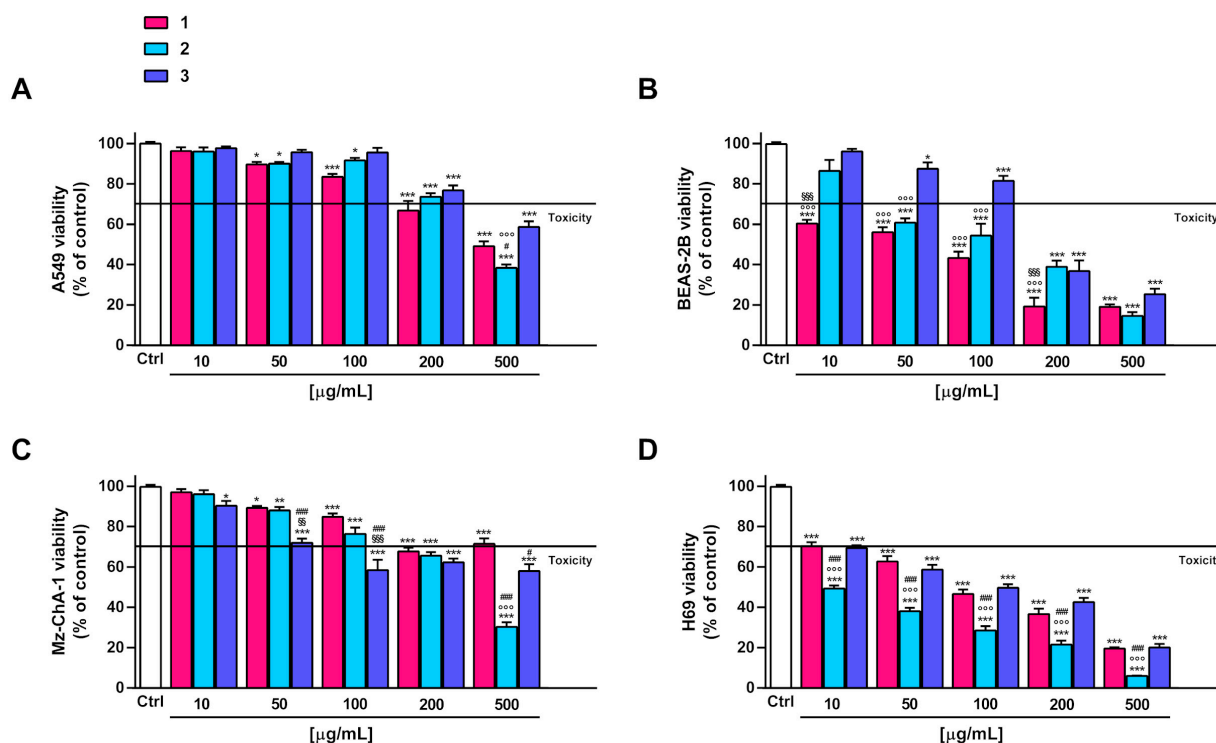 1
2
3
A
A549 viability
(% of control)
100
80
60
40
20
0
* * *** * *** *** *** *** °°° # *** ***
Toxicity
Ctrl 10 50 100 200 500
[µg/mL]
B
BEAS-2B viability
(% of control)
100
80
60
40
20
0
§§§ °°° *** °°° *** °°° *** * °°° *** °°° *** *** §§§ °°° *** *** *** *** *** ***
Toxicity
Ctrl 10 50 100 200 500
[µg/mL]
C
Mz-ChA-1 viability
(% of control)
100
80
60
40
20
0
* * ** ### §§ *** *** *** ### §§§ *** *** *** *** *** ### °°° *** # ***
Toxicity
Ctrl 10 50 100 200 500
[µg/mL]
D
H69 viability
(% of control)
100
80
60
40
20
0
*** ### °°° *** *** *** ### °°° *** *** *** ### °°° *** *** *** ### °°° *** *** *** ### °°° *** ***
Toxicity
Ctrl 10 50 100 200 500
[µg/mL]